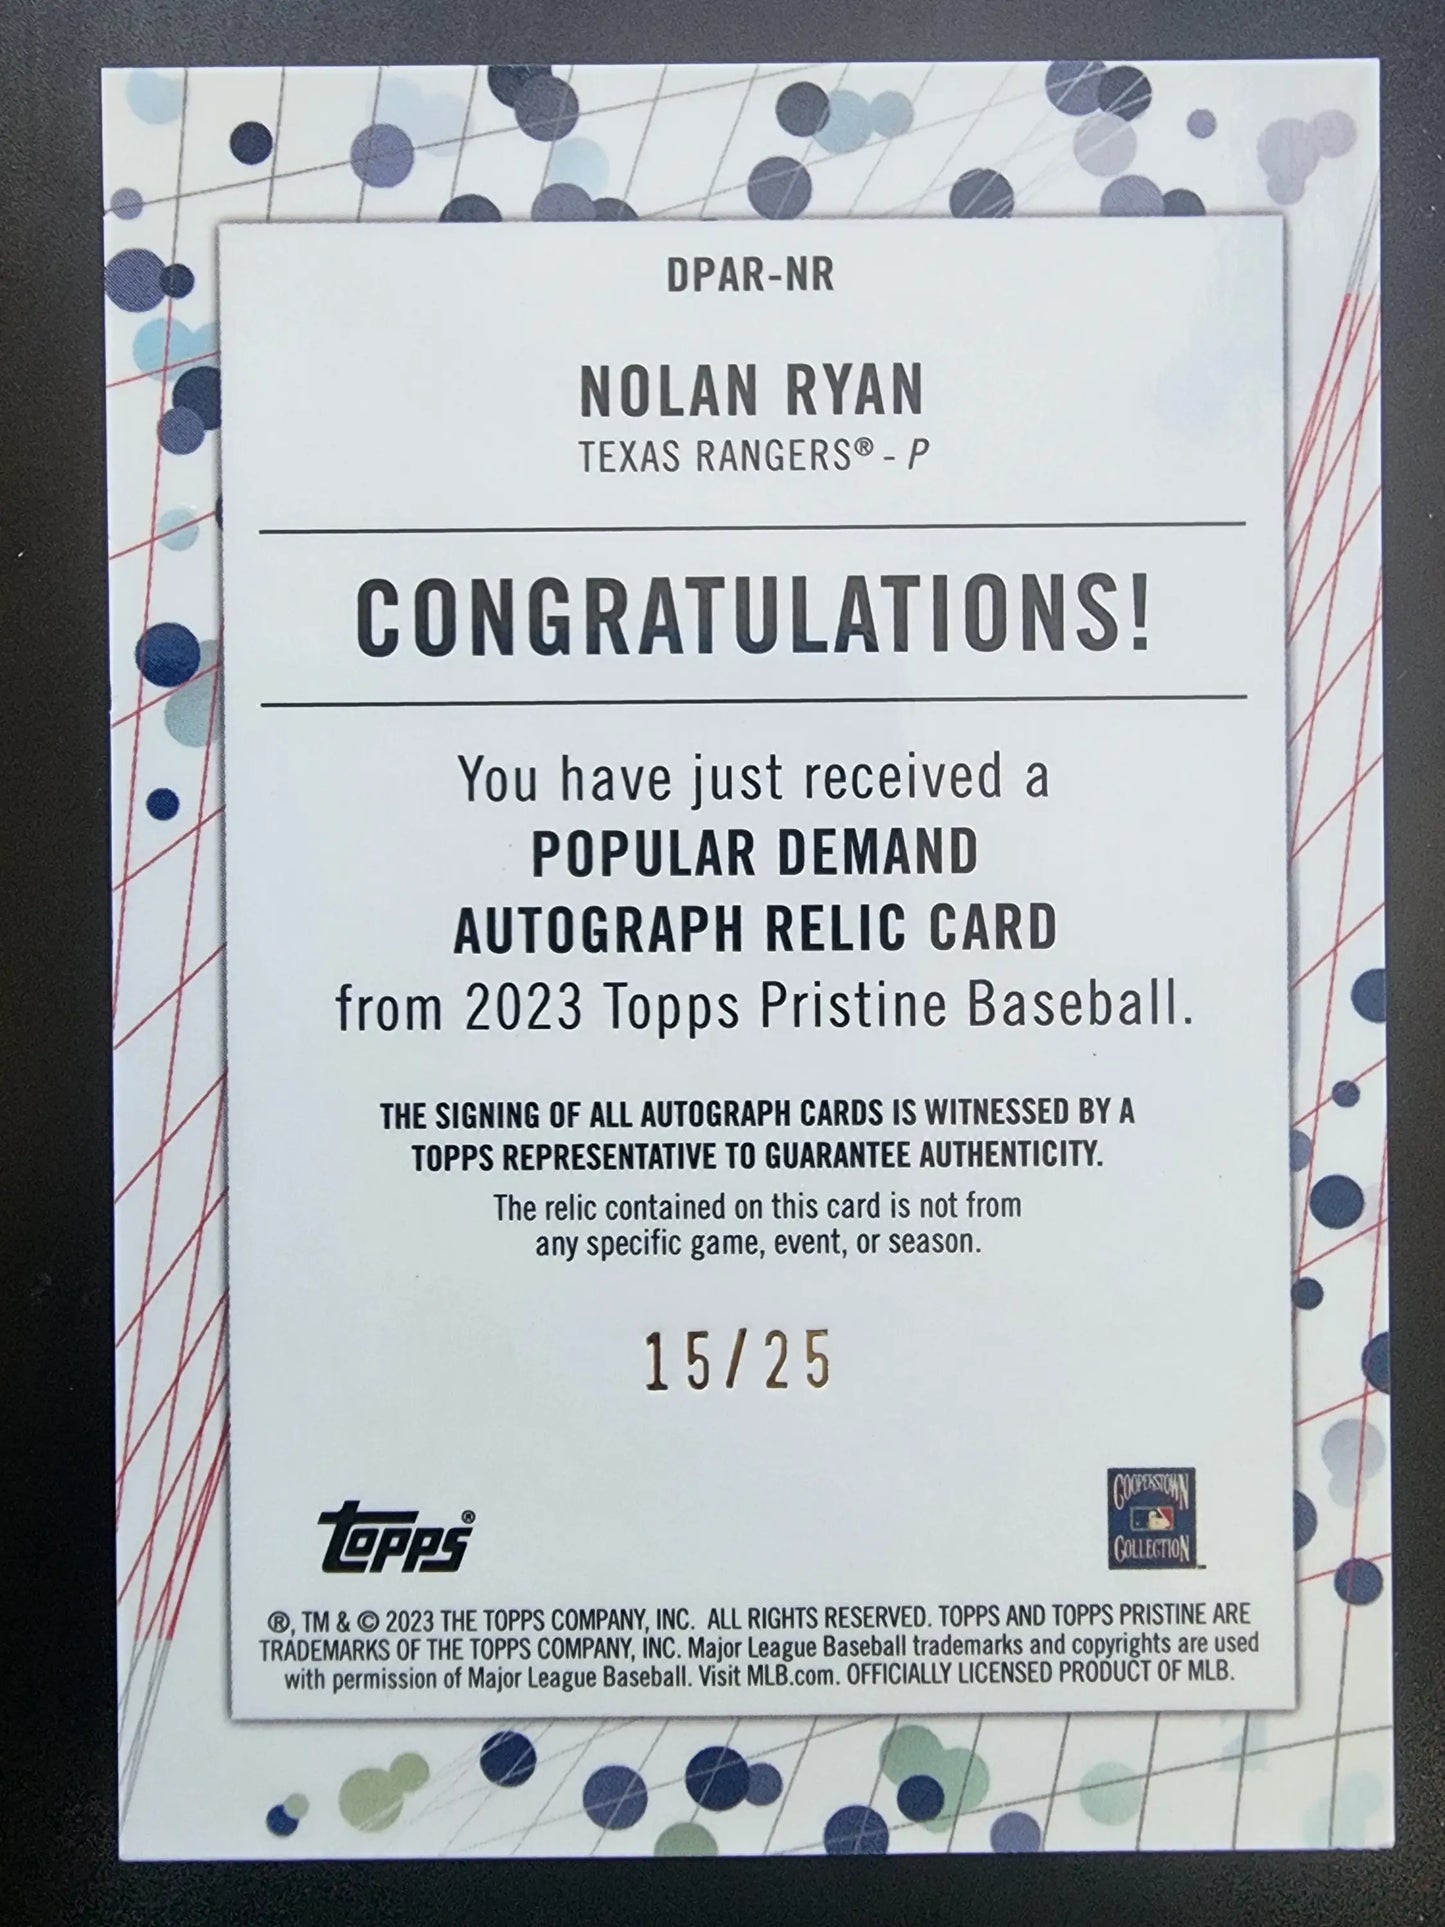 DPAR-NR
NOLAN RYAN
TEXAS RANGERS® - P
CONGRATULATIONS!
You have just received a
POPULAR DEMAND
AUTOGRAPH RELIC CARD
from 2023 Topps Pristine Baseball.
THE SIGNING OF ALL AUTOGRAPH CARDS IS WITNESSED BY A
TOPPS REPRESENTATIVE TO GUARANTEE AUTHENTICITY.
The relic contained on this card is not from
any specific game, event, or season.
15/25
topps®
COOPERSTOWN
COLLECTION
®, TM & © 2023 THE TOPPS COMPANY, INC. ALL RIGHTS RESERVED. TOPPS AND TOPPS PRISTINE ARE
TRADEMARKS OF THE TOPPS COMPANY, INC. Major League Baseball trademarks and copyrights are used
with permission of Major League Baseball. Visit MLB.com. OFFICIALLY LICENSED PRODUCT OF MLB.